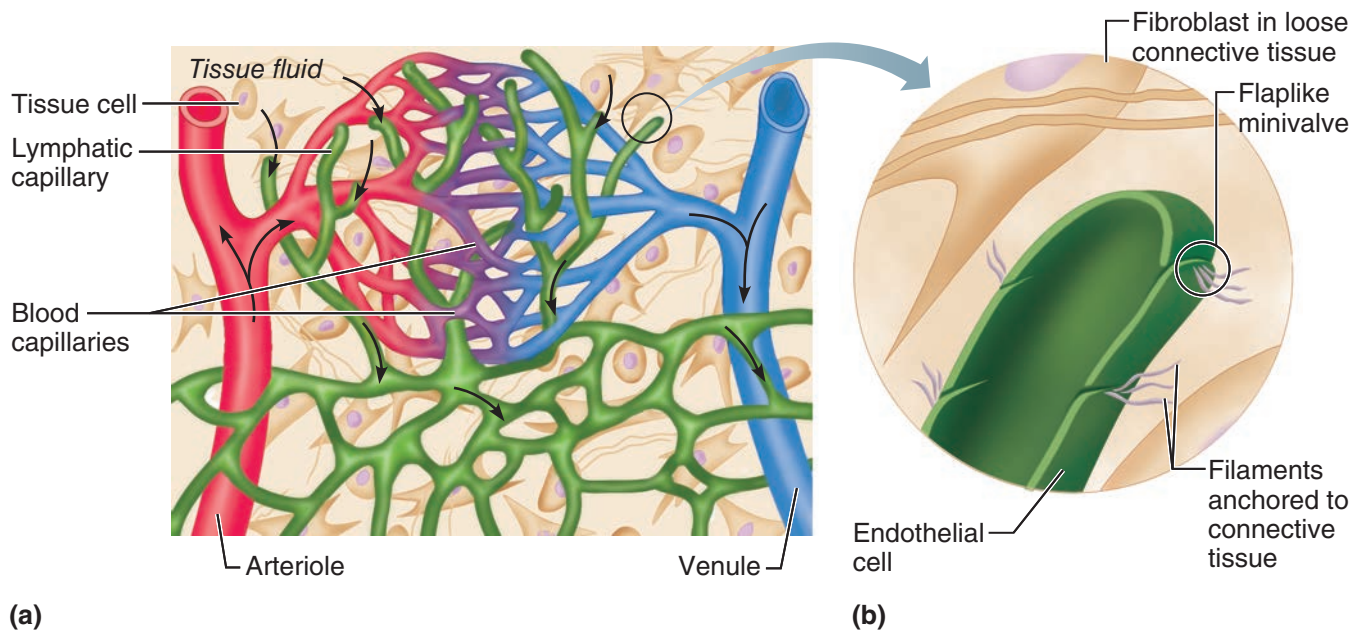 Tissue fluid
Tissue cell
Lymphatic
capillary
Blood
capillaries
Arteriole
Venule
(a)
Fibroblast in loose
connective tissue
Flaplike
minivalve
Filaments
anchored to
connective
tissue
Endothelial
cell
(b)